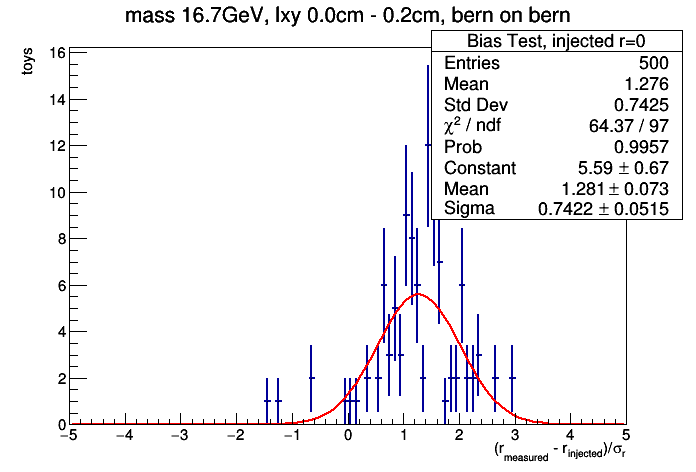 mass 16.7GeV, lxy 0.0cm - 0.2cm, bern on bern
toys
Bias Test, injected r=0
Entries 500
Mean 1.276
Std Dev 0.7425
χ² / ndf 64.37 / 97
Prob 0.9957
Constant 5.59 ± 0.67
Mean 1.281 ± 0.073
Sigma 0.7422 ± 0.0515
16
14
12
10
8
6
4
2
0
−5 −4 −3 −2 −1 0 1 2 3 4 5
(r_measured - r_injected)/σ_r